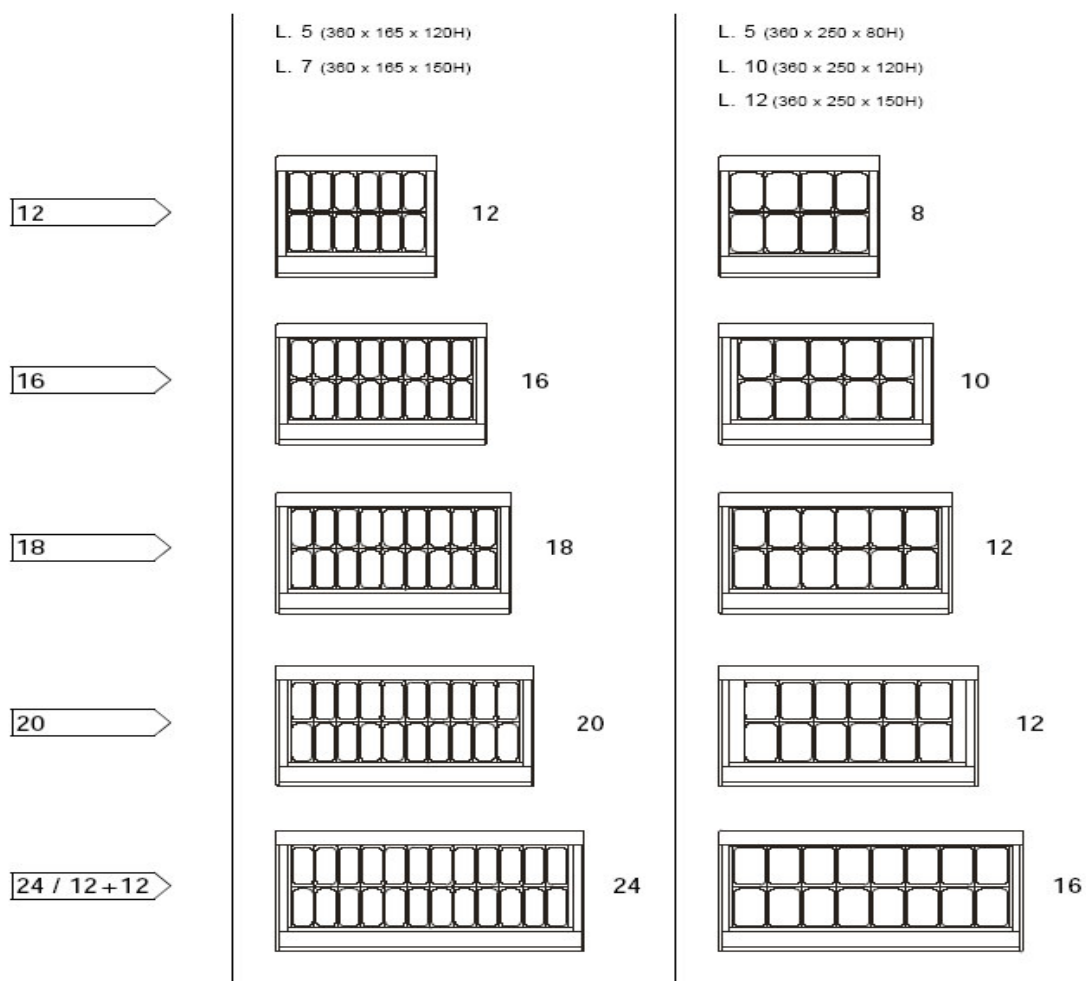 L. 5 (360 x 165 x 120H)
L. 7 (360 x 165 x 150H)
L. 5 (360 x 250 x 80H)
L. 10 (360 x 250 x 120H)
L. 12 (360 x 250 x 150H)
12
12
8
16
16
10
18
18
12
20
20
12
24 / 12+12
24
16